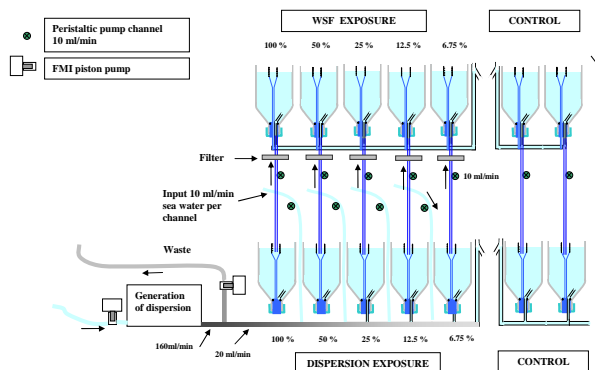 Peristaltic pump channel
10 ml/min
FMI piston pump
WSF EXPOSURE
CONTROL
100 %
50 %
25 %
12.5 %
6.75 %
Filter
10 ml/min
Input 10 ml/min
sea water per
channel
Waste
Generation
of dispersion
160ml/min
20 ml/min
100 %
50 %
25 %
12.5 %
6.75 %
DISPERSION EXPOSURE
CONTROL